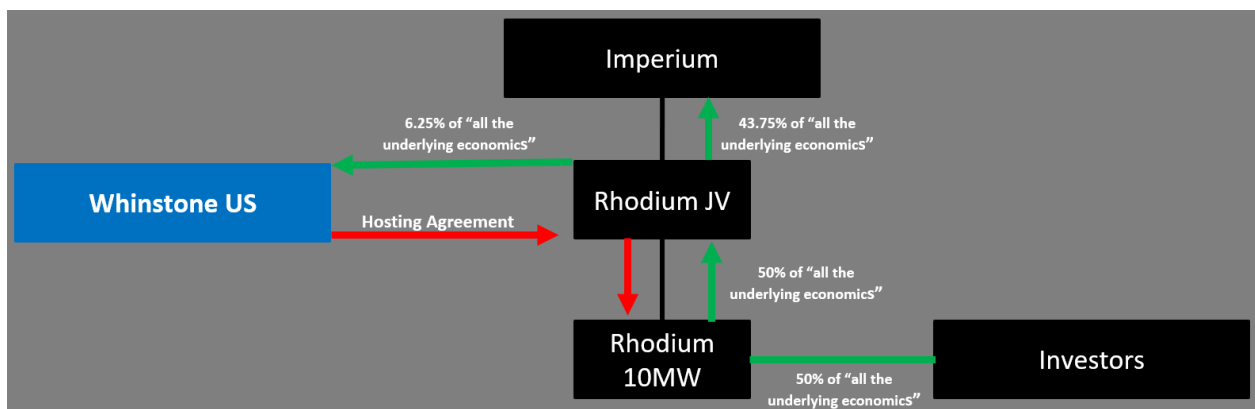 Imperium
6.25% of “all the
underlying economics”
43.75% of “all the
underlying economics”
Whinstone US
Rhodium JV
Hosting Agreement
50% of “all the
underlying economics”
Rhodium
10MW
Investors
50% of “all the
underlying economics”